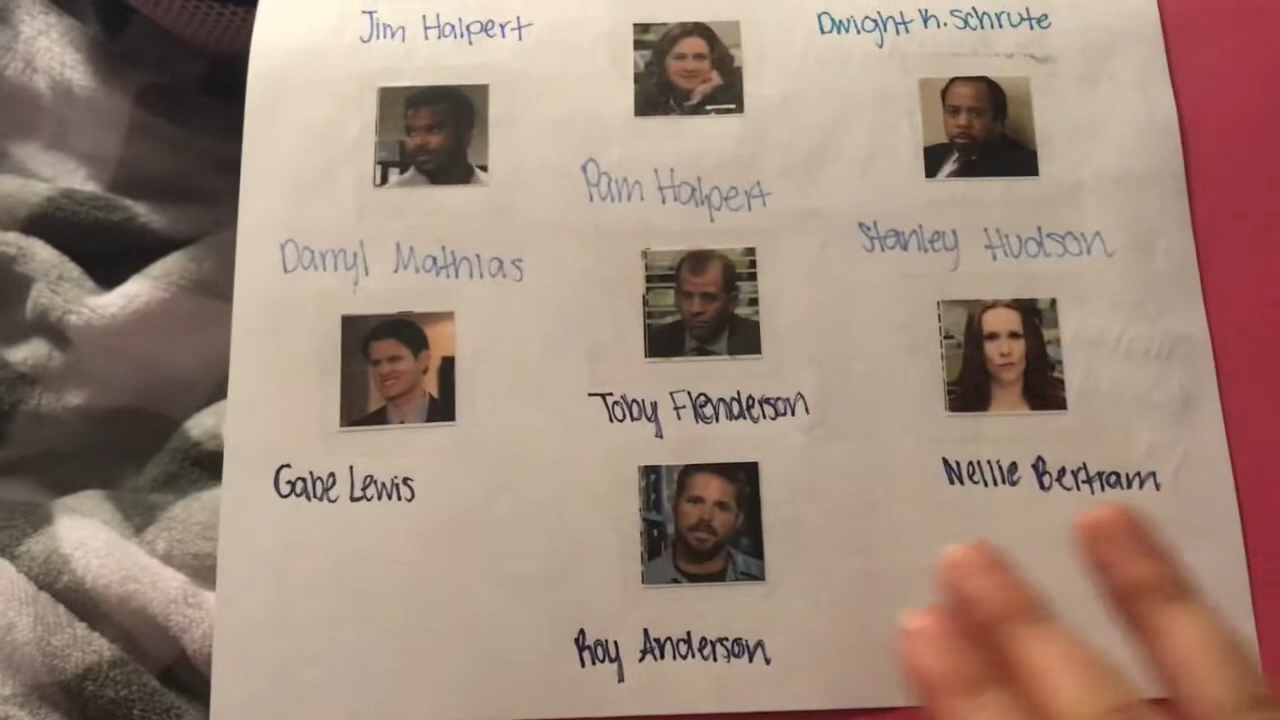 Jim Halpert
Dwight K. Schrute
Pam Halpert
Darryl Mathias
Stanley Hudson
Toby Flenderson
Gabe Lewis
Nellie Bertram
Roy Anderson